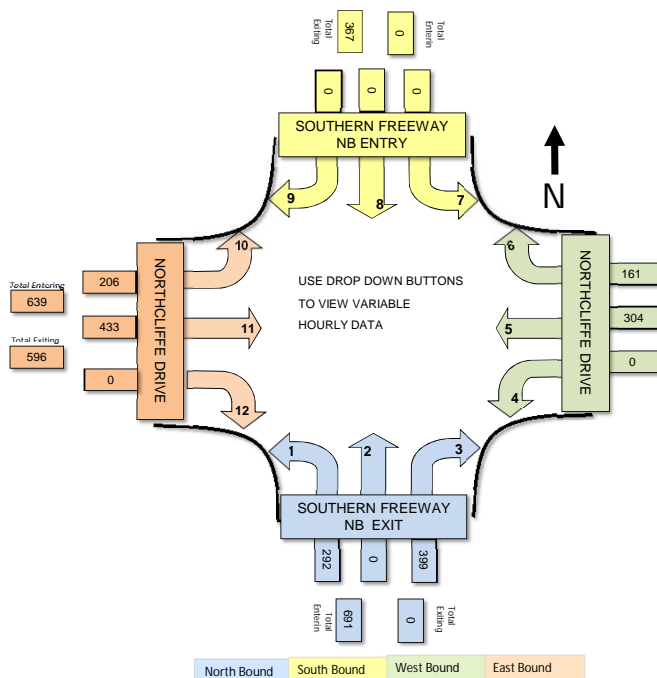 Total
Exiting
367
0
Total
Enterin
0
0
0
SOUTHERN FREEWAY
NB ENTRY
9
8
7
N
10
6
NORTHCLIFFE DRIVE
Total Entering
639
206
433
Total Exiting
596
0
11
12
USE DROP DOWN BUTTONS
TO VIEW VARIABLE
HOURLY DATA
5
4
NORTHCLIFFE DRIVE
161
304
0
1
2
3
SOUTHERN FREEWAY
NB EXIT
292
0
399
Total
Enterin
691
0
Total
Exiting
North Bound
South Bound
West Bound
East Bound